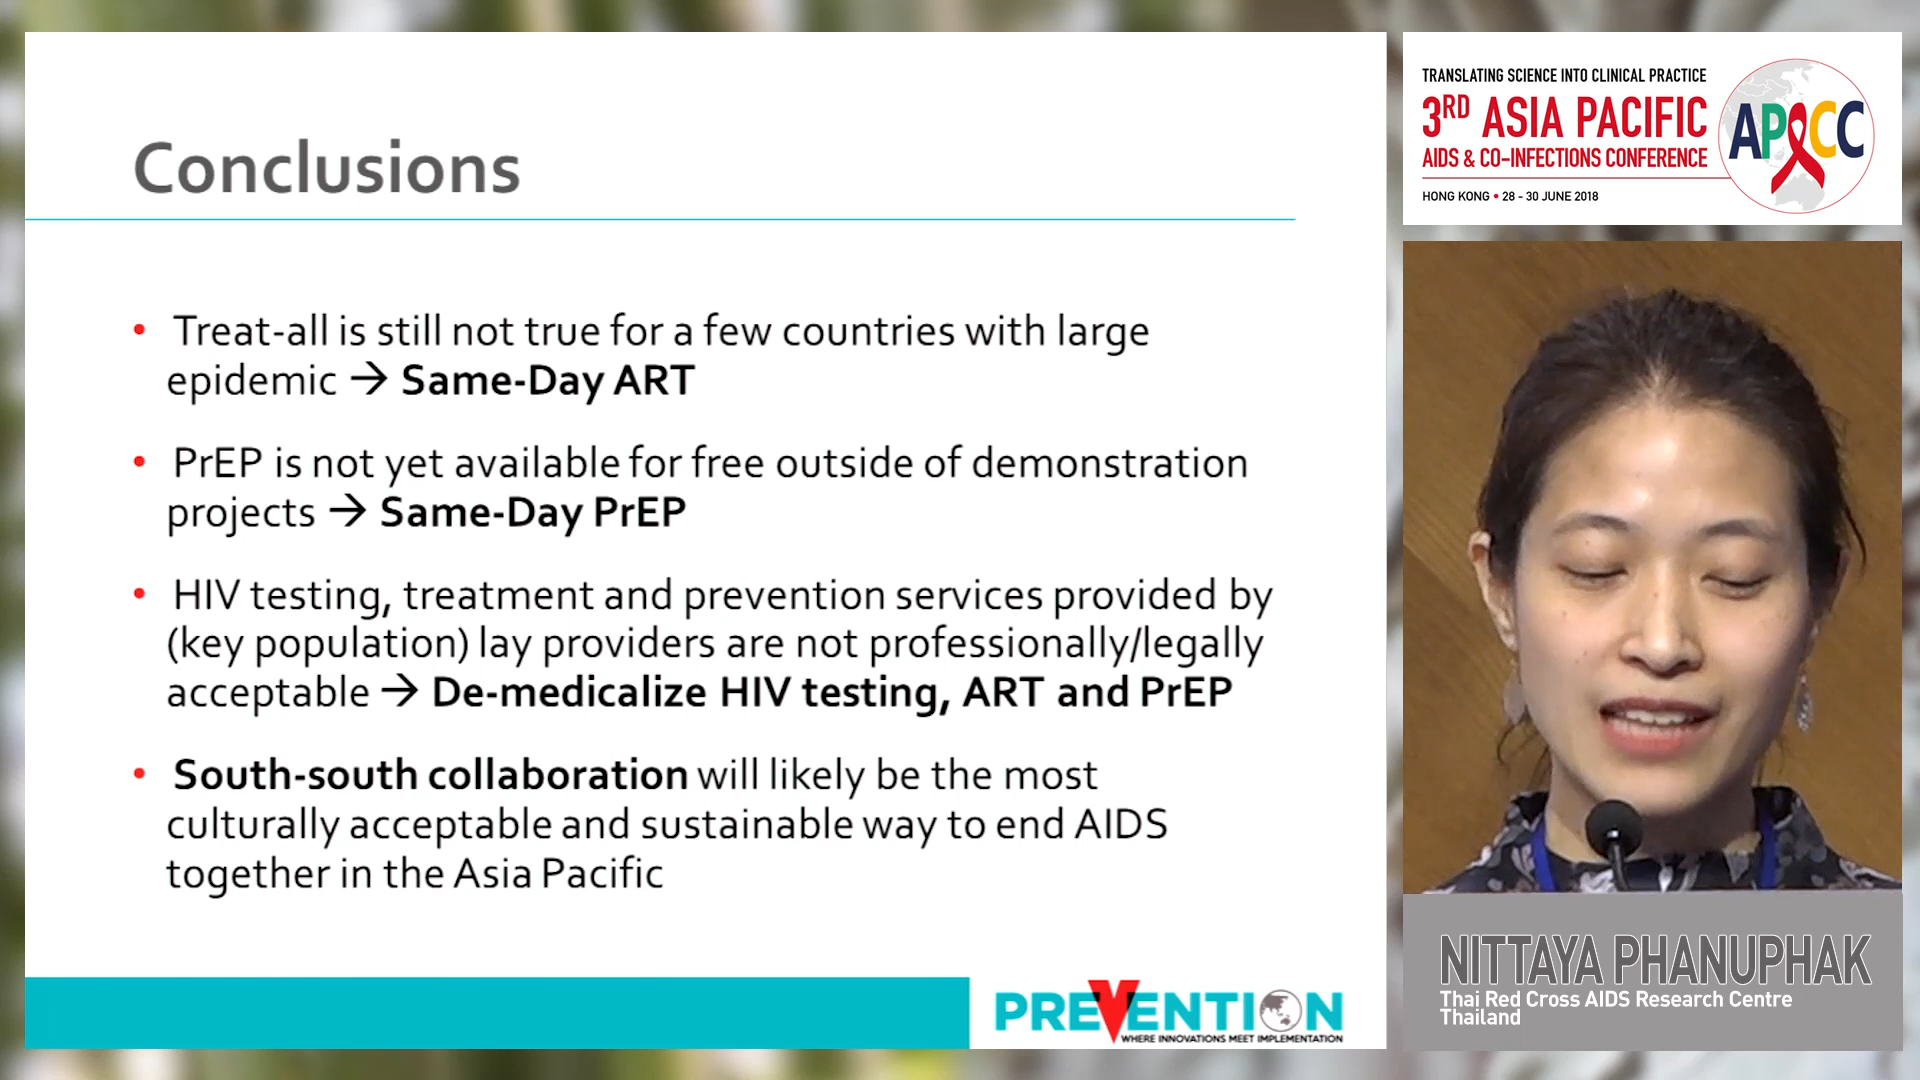 Conclusions
• Treat-all is still not true for a few countries with large
epidemic → Same-Day ART
• PrEP is not yet available for free outside of demonstration
projects → Same-Day PrEP
• HIV testing, treatment and prevention services provided by
(key population) lay providers are not professionally/legally
acceptable → De-medicalize HIV testing, ART and PrEP
• South-south collaboration will likely be the most
culturally acceptable and sustainable way to end AIDS
together in the Asia Pacific
PREVENTION
WHERE INNOVATIONS MEET IMPLEMENTATION
TRANSLATING SCIENCE INTO CLINICAL PRACTICE
3RD ASIA PACIFIC
AIDS & CO-INFECTIONS CONFERENCE
HONG KONG • 28 - 30 JUNE 2018
APACC
NITTAYA PHANUPHAK
Thai Red Cross AIDS Research Centre
Thailand